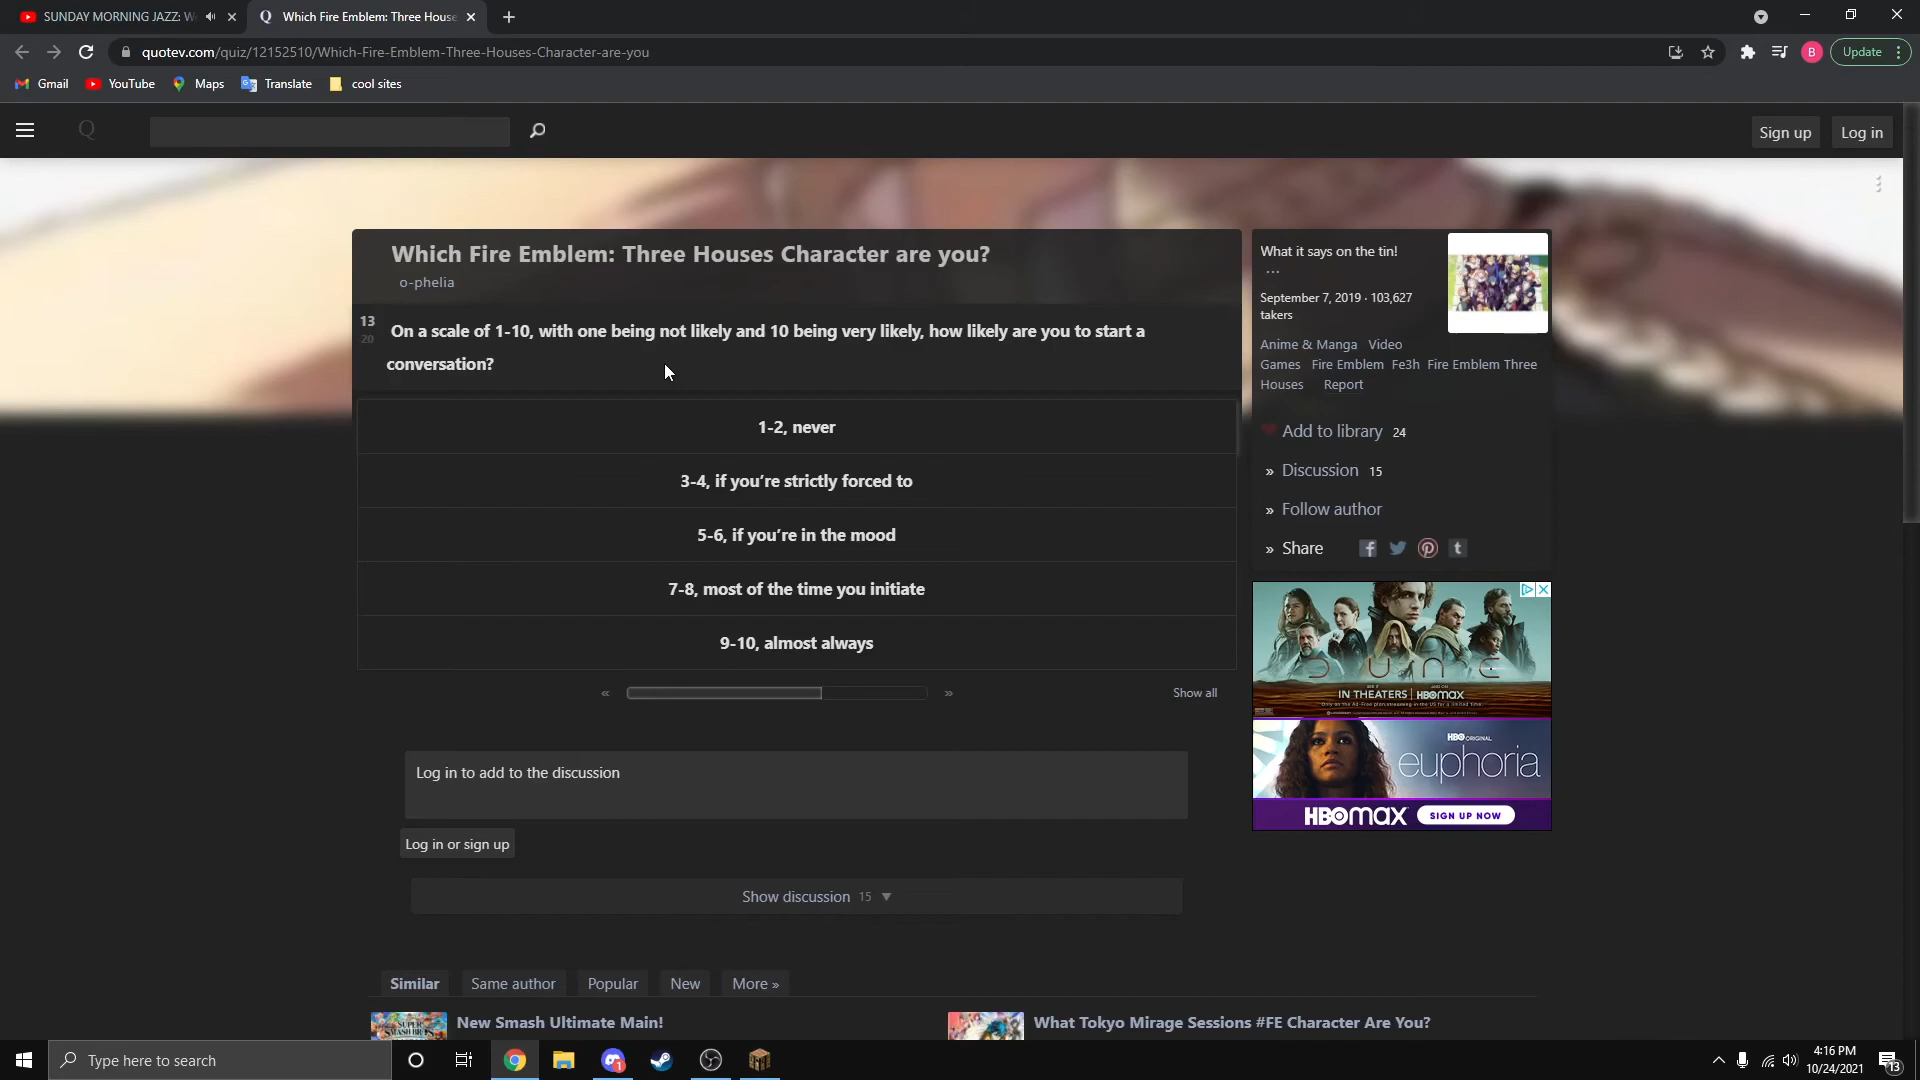 SUNDAY MORNING JAZZ: W
Which Fire Emblem: Three House
quotev.com/quiz/12152510/Which-Fire-Emblem-Three-Houses-Character-are-you
B
Update
Gmail
YouTube
Maps
Translate
cool sites
Q
Sign up
Log in
Which Fire Emblem: Three Houses Character are you?
o-phelia
13
20
On a scale of 1-10, with one being not likely and 10 being very likely, how likely are you to start a
conversation?
1-2, never
3-4, if you’re strictly forced to
5-6, if you’re in the mood
7-8, most of the time you initiate
9-10, almost always
« »
Show all
Log in to add to the discussion
Log in or sign up
Show discussion 15 ▼
Similar Same author Popular New More »
New Smash Ultimate Main!
What Tokyo Mirage Sessions #FE Character Are You?
What it says on the tin!
...
September 7, 2019 · 103,627
takers
Anime & Manga Video
Games Fire Emblem Fe3h Fire Emblem Three
Houses Report
Add to library 24
» Discussion 15
» Follow author
» Share
DUNE
IN THEATERS | HBOMAX
HBO ORIGINAL
euphoria
HBOMAX SIGN UP NOW
Type here to search
1
4:16 PM
10/24/2021
13